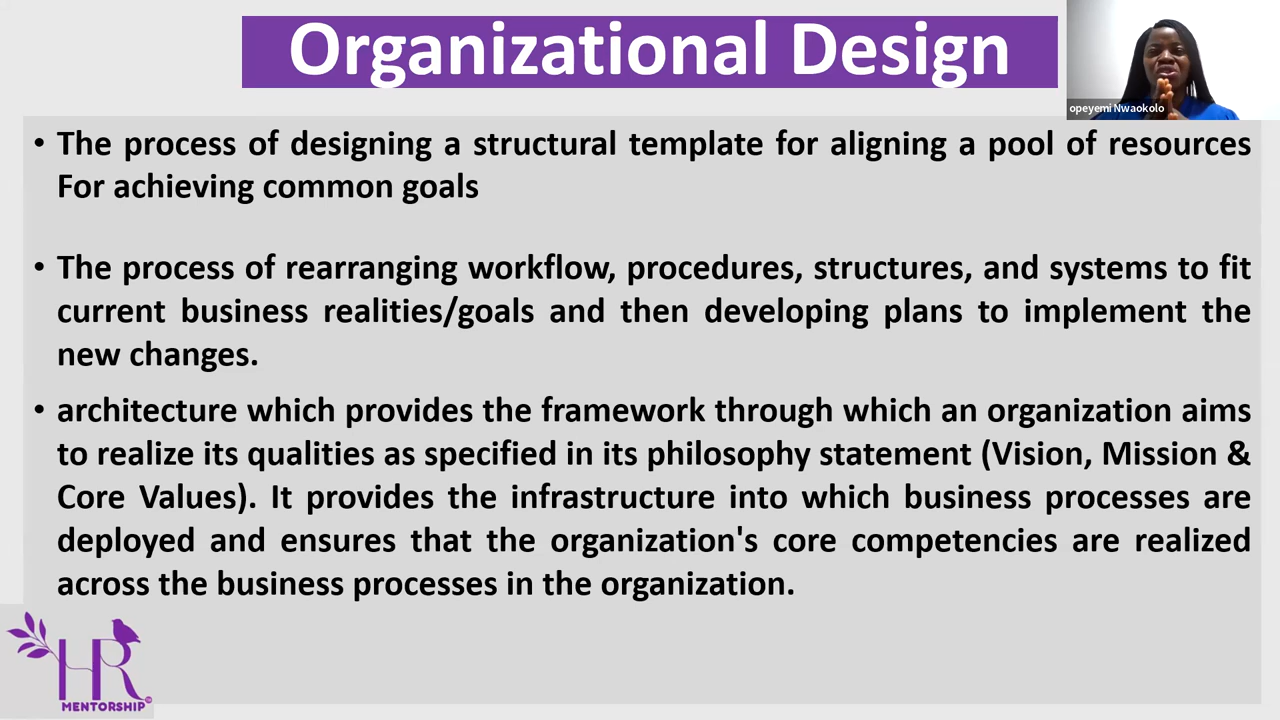 Organizational Design
opeyemi Nwaokolo
• The process of designing a structural template for aligning a pool of resources
For achieving common goals
• The process of rearranging workflow, procedures, structures, and systems to fit
current business realities/goals and then developing plans to implement the
new changes.
• architecture which provides the framework through which an organization aims
to realize its qualities as specified in its philosophy statement (Vision, Mission &
Core Values). It provides the infrastructure into which business processes are
deployed and ensures that the organization's core competencies are realized
across the business processes in the organization.
HR
MENTORSHIP